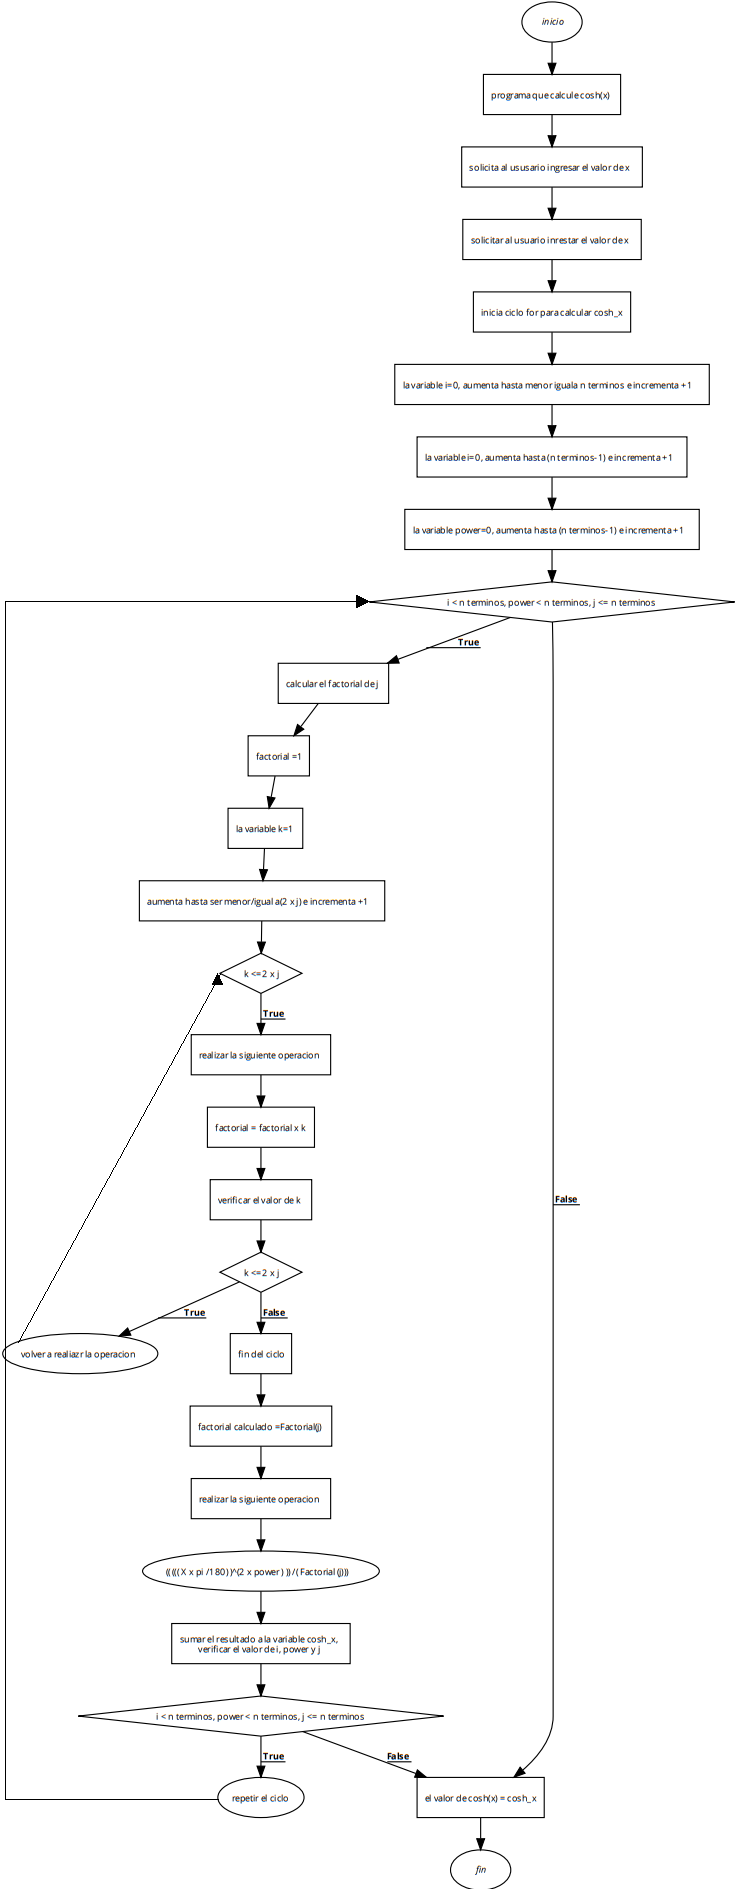 inicio
programa que calcule cosh(x)
solicita al ususario ingresar el valor de x
solicitar al usuario inrestar el valor de x
inicia ciclo for para calcular cosh_x
la variable i=0, aumenta hasta menor iguala n terminos e incrementa +1
la variable i=0, aumenta hasta (n terminos-1) e incrementa +1
la variable power=0, aumenta hasta (n terminos-1) e incrementa +1
i < n terminos, power < n terminos, j <= n terminos
True
calcular el factorial de j
factorial =1
la variable k=1
aumenta hasta ser menor/igual a(2 x j) e incrementa +1
k <=2 x j
True
realizar la siguiente operacion
factorial = factorial x k
verificar el valor de k
False
k <=2 x j
True
False
volver a realiazr la operacion
fin del ciclo
factorial calculado =Factorial(j)
realizar la siguiente operacion
((((( X x pi /180) )^(2 x power) )) /( Factorial (j)))
sumar el resultado a la variable cosh_x,
verificar el valor de i, power y j
i < n terminos, power < n terminos, j <= n terminos
True
False
repetir el ciclo
el valor de cosh(x) = cosh_x
fin